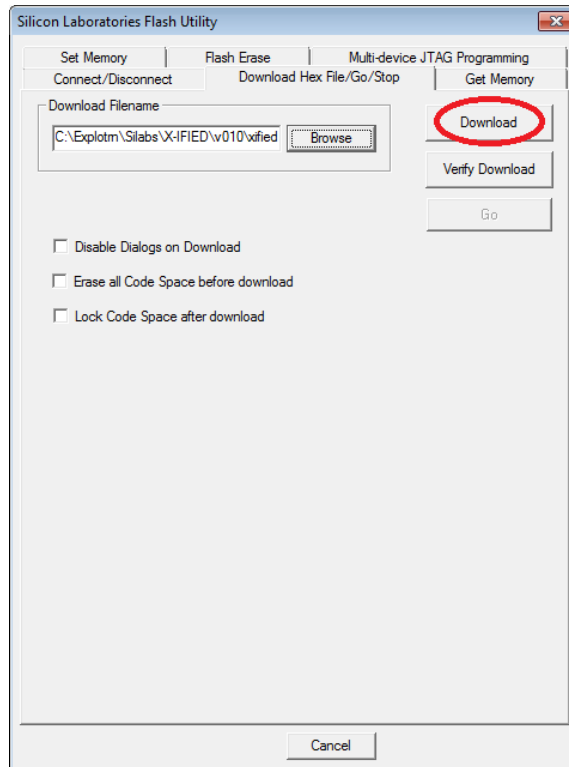 Silicon Laboratories Flash Utility
Set Memory
Flash Erase
Multi-device JTAG Programming
Connect/Disconnect
Download Hex File/Go/Stop
Get Memory
Download Filename
C:\Explotrn\Silabs\X-IFIED\v010\xified
Browse
Download
Verify Download
Go
Disable Dialogs on Download
Erase all Code Space before download
Lock Code Space after download
Cancel